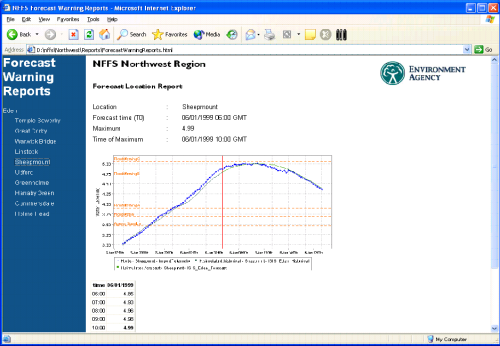 NFFS Forecast Warning Reports - Microsoft Internet Explorer
File Edit View Favorites Tools Help
Back Search Favorites Media
Address D:\nffs\Northwest\Reports\ForecastWarningReports.html Go
Forecast
Warning
Reports
Eden
Temple Sowerby
Great Corby
Warwick Bridge
Linstock
Sheepmount
Udford
Greenholme
Harraby Green
Cummersdale
Holme Head
NFFS Northwest Region
ENVIRONMENT
AGENCY
Forecast Location Report
Location : Sheepmount
Forecast time (T0) : 06/01/1999 06:00 GMT
Maximum : 4.99
Time of Maximum : 06/01/1999 10:00 GMT
time 06/01/1999
06:00 4.86
07:00 4.93
08:00 4.96
09:00 4.96
10:00 4.99
My Computer